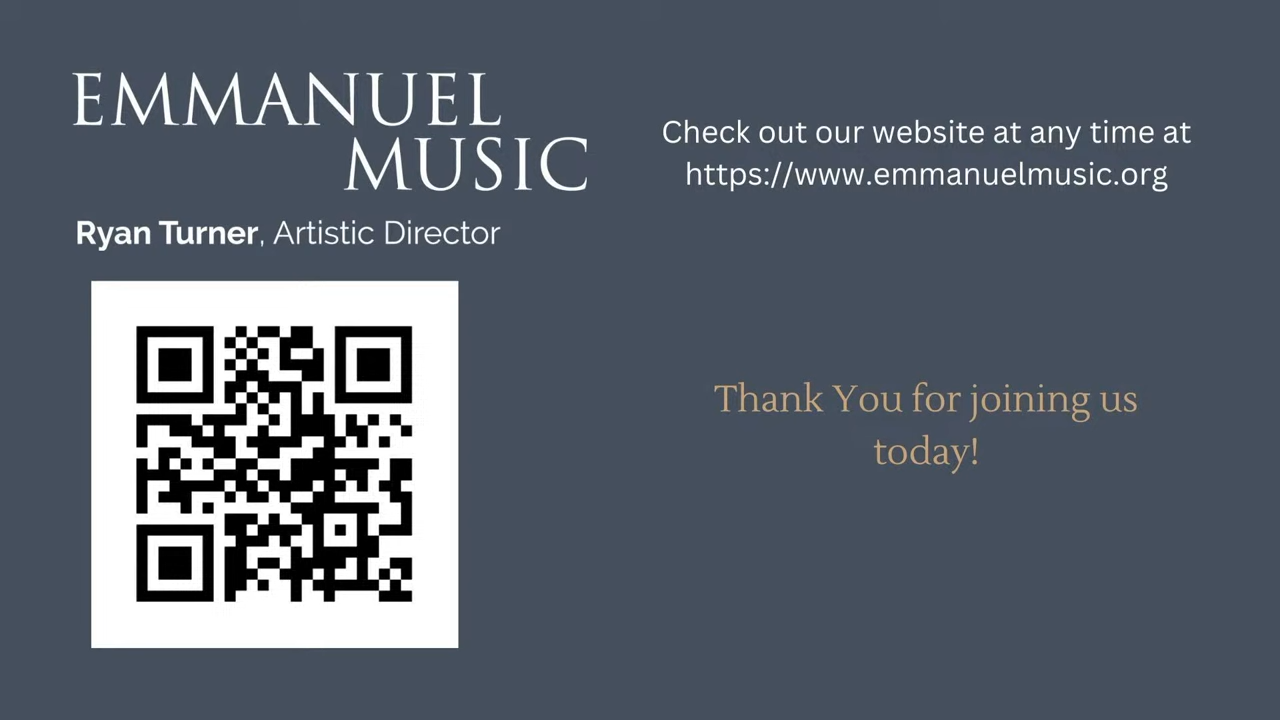 EMMANUEL
MUSIC
Ryan Turner, Artistic Director
Check out our website at any time at
https://www.emmanuelmusic.org
Thank You for joining us
today!